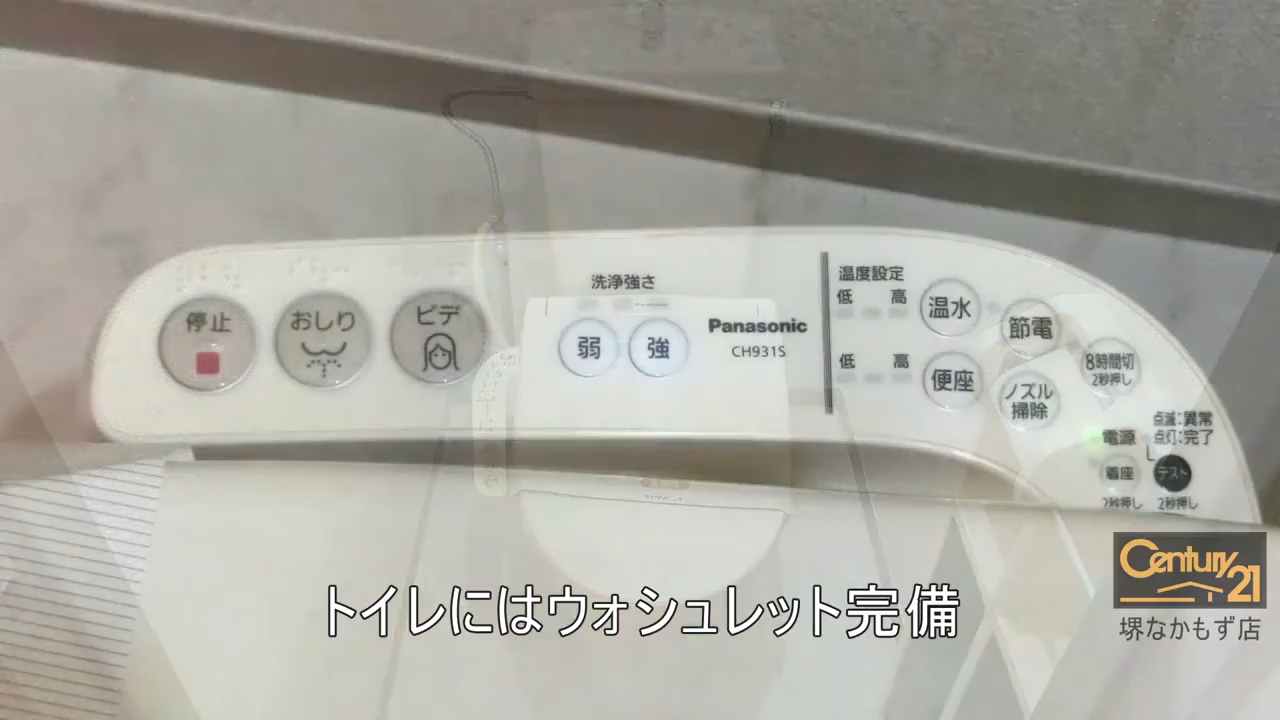 停止
おしり
ビデ
洗浄強さ
弱
強
Panasonic
CH931S
温度設定
低 高
温水
低 高
便座
節電
ノズル
掃除
8時間切
2秒押し
点滅:異常
電源 点灯:完了
着座
テスト
2秒押し 2秒押し
トイレにはウォシュレット完備
Century 21
堺なかもず店